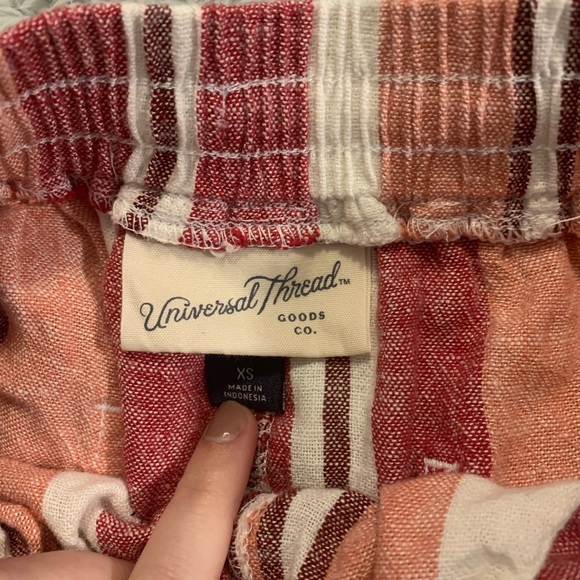 Universal Thread™
GOODS
CO.
XS
MADE IN
INDONESIA